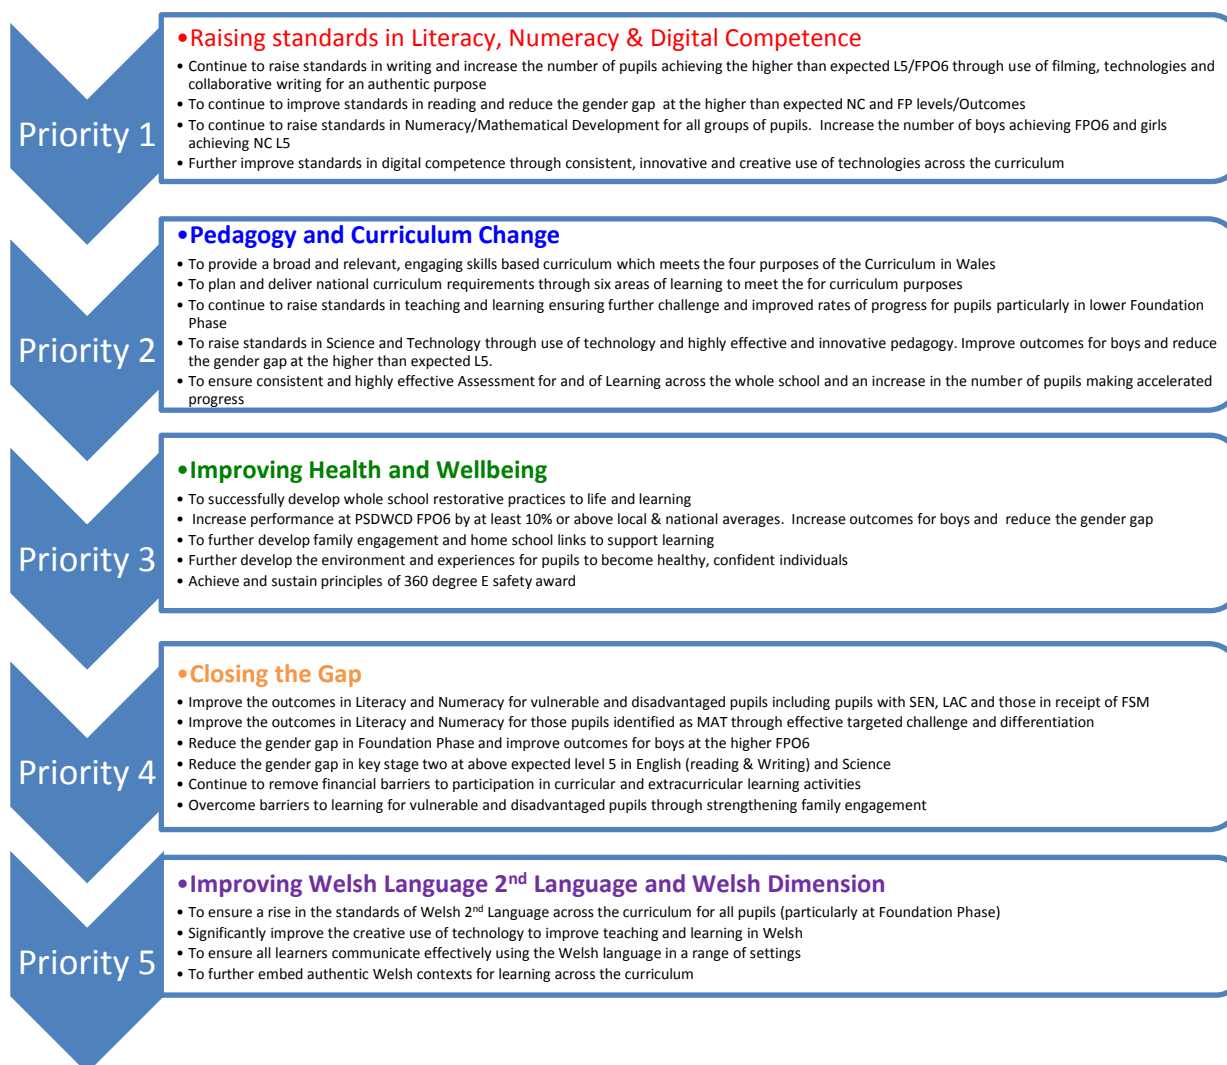 Priority 1
•Raising standards in Literacy, Numeracy & Digital Competence
• Continue to raise standards in writing and increase the number of pupils achieving the higher than expected L5/FPO6 through use of filming, technologies and
collaborative writing for an authentic purpose
• To continue to improve standards in reading and reduce the gender gap at the higher than expected NC and FP levels/Outcomes
• To continue to raise standards in Numeracy/Mathematical Development for all groups of pupils. Increase the number of boys achieving FPO6 and girls
achieving NC L5
• Further improve standards in digital competence through consistent, innovative and creative use of technologies across the curriculum
Priority 2
•Pedagogy and Curriculum Change
• To provide a broad and relevant, engaging skills based curriculum which meets the four purposes of the Curriculum in Wales
• To plan and deliver national curriculum requirements through six areas of learning to meet the for curriculum purposes
• To continue to raise standards in teaching and learning ensuring further challenge and improved rates of progress for pupils particularly in lower Foundation
Phase
• To raise standards in Science and Technology through use of technology and highly effective and innovative pedagogy. Improve outcomes for boys and reduce
the gender gap at the higher than expected L5.
• To ensure consistent and highly effective Assessment for and of Learning across the whole school and an increase in the number of pupils making accelerated
progress
Priority 3
•Improving Health and Wellbeing
• To successfully develop whole school restorative practices to life and learning
• Increase performance at PSDWCD FPO6 by at least 10% or above local & national averages. Increase outcomes for boys and reduce the gender gap
• To further develop family engagement and home school links to support learning
• Further develop the environment and experiences for pupils to become healthy, confident individuals
• Achieve and sustain principles of 360 degree E safety award
Priority 4
•Closing the Gap
• Improve the outcomes in Literacy and Numeracy for vulnerable and disadvantaged pupils including pupils with SEN, LAC and those in receipt of FSM
• Improve the outcomes in Literacy and Numeracy for those pupils identified as MAT through effective targeted challenge and differentiation
• Reduce the gender gap in Foundation Phase and improve outcomes for boys at the higher FPO6
• Reduce the gender gap in key stage two at above expected level 5 in English (reading & Writing) and Science
• Continue to remove financial barriers to participation in curricular and extracurricular learning activities
• Overcome barriers to learning for vulnerable and disadvantaged pupils through strengthening family engagement
Priority 5
•Improving Welsh Language 2nd Language and Welsh Dimension
• To ensure a rise in the standards of Welsh 2nd Language across the curriculum for all pupils (particularly at Foundation Phase)
• Significantly improve the creative use of technology to improve teaching and learning in Welsh
• To ensure all learners communicate effectively using the Welsh language in a range of settings
• To further embed authentic Welsh contexts for learning across the curriculum